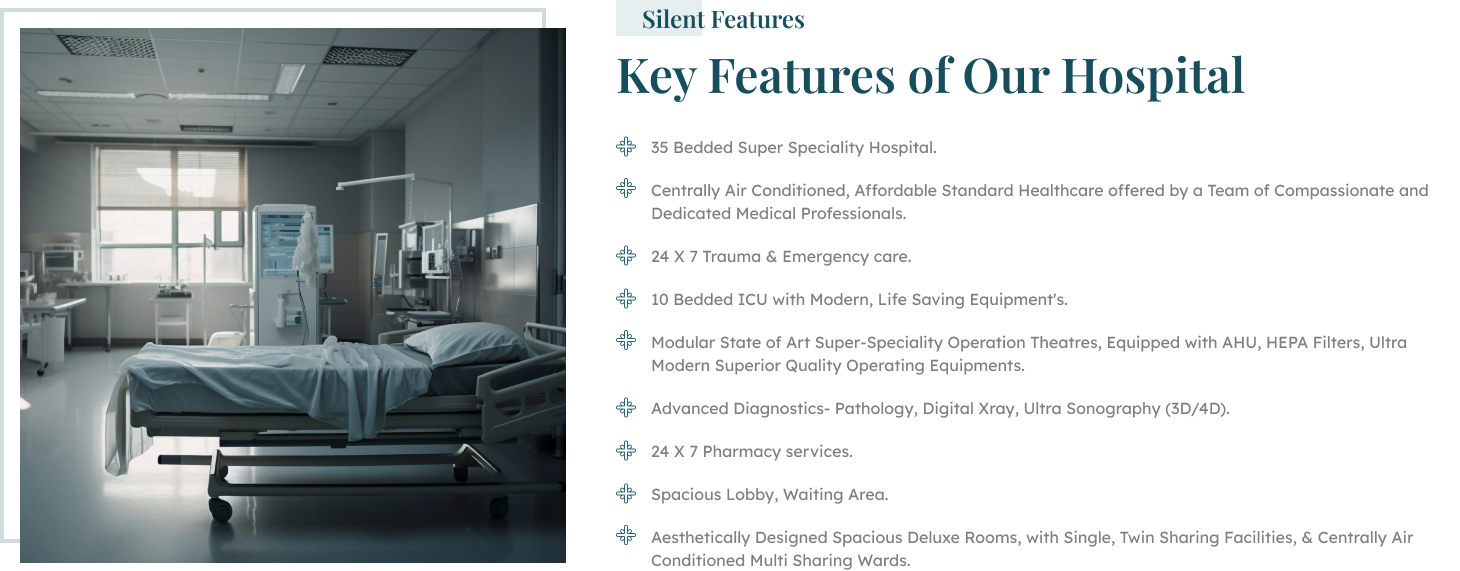 Silent Features
Key Features of Our Hospital
35 Bedded Super Speciality Hospital.
Centrally Air Conditioned, Affordable Standard Healthcare offered by a Team of Compassionate and
Dedicated Medical Professionals.
24 X 7 Trauma & Emergency care.
10 Bedded ICU with Modern, Life Saving Equipment's.
Modular State of Art Super-Speciality Operation Theatres, Equipped with AHU, HEPA Filters, Ultra
Modern Superior Quality Operating Equipments.
Advanced Diagnostics- Pathology, Digital Xray, Ultra Sonography (3D/4D).
24 X 7 Pharmacy services.
Spacious Lobby, Waiting Area.
Aesthetically Designed Spacious Deluxe Rooms, with Single, Twin Sharing Facilities, & Centrally Air
Conditioned Multi Sharing Wards.